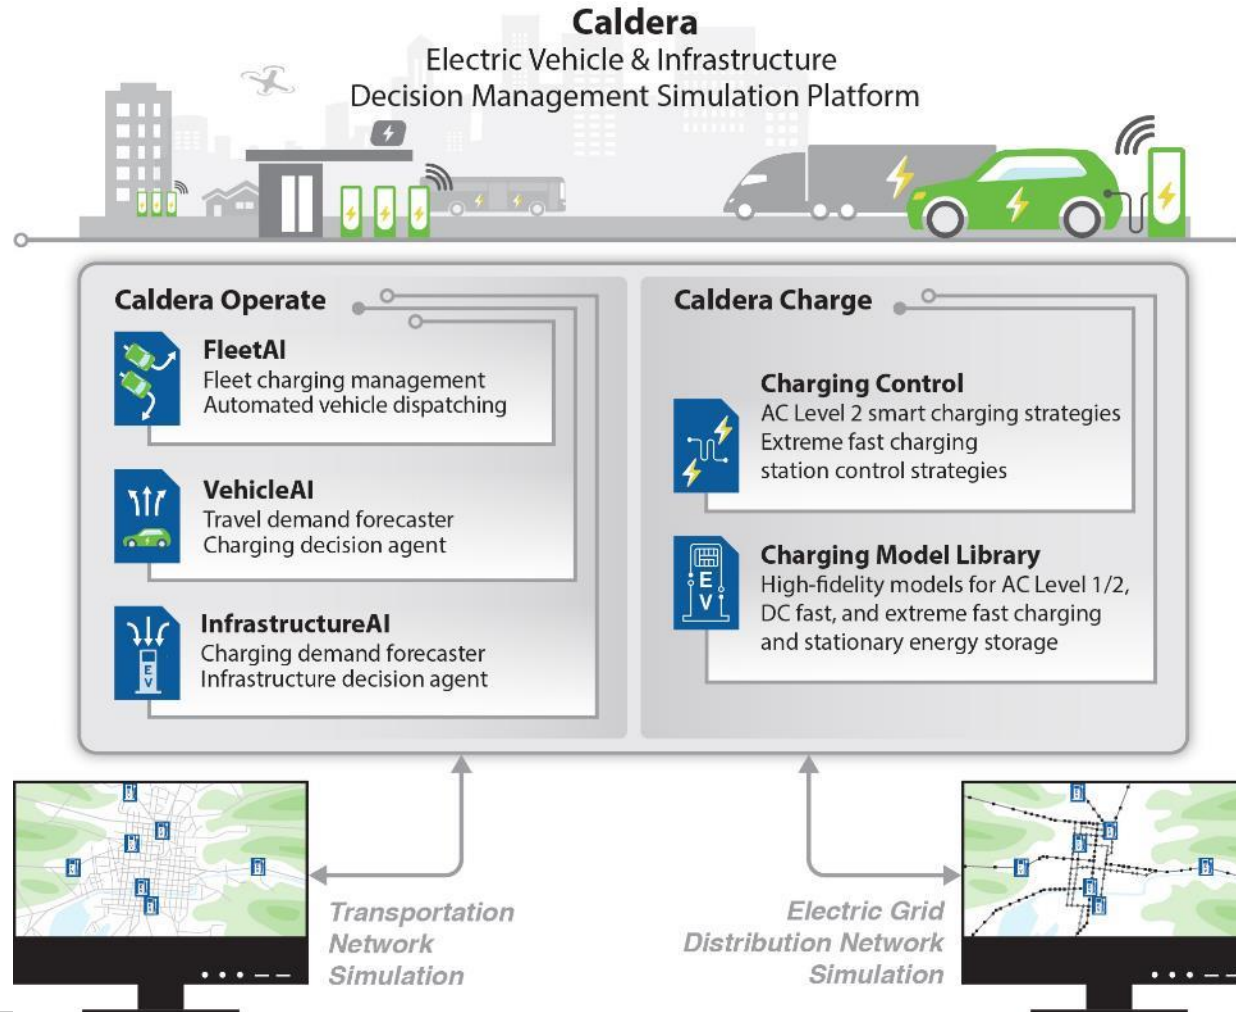 Caldera
Electric Vehicle & Infrastructure
Decision Management Simulation Platform
Caldera Operate
FleetAI
Fleet charging management
Automated vehicle dispatching
VehicleAI
Travel demand forecaster
Charging decision agent
InfrastructureAI
Charging demand forecaster
Infrastructure decision agent
E
V
Caldera Charge
Charging Control
AC Level 2 smart charging strategies
Extreme fast charging
station control strategies
Charging Model Library
High-fidelity models for AC Level 1/2,
DC fast, and extreme fast charging
and stationary energy storage
E
V
Transportation
Network
Simulation
Electric Grid
Distribution Network
Simulation